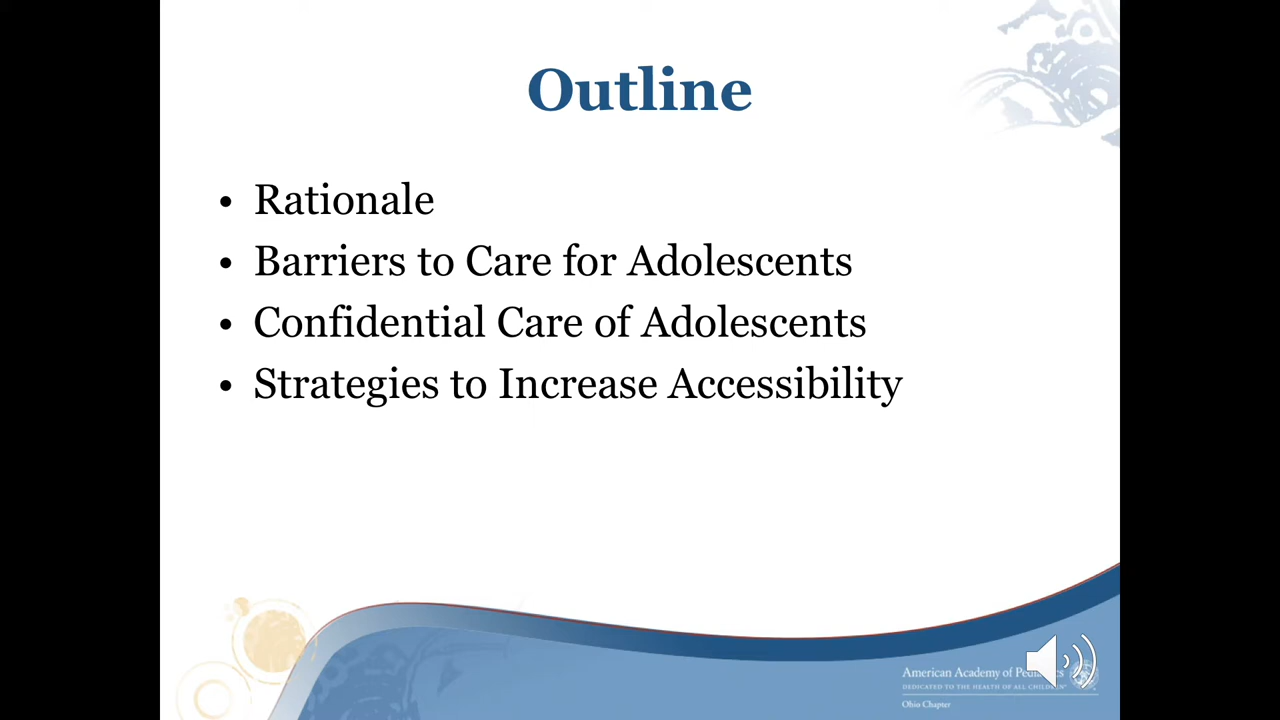 Outline
• Rationale
• Barriers to Care for Adolescents
• Confidential Care of Adolescents
• Strategies to Increase Accessibility
American Academy of Pediatrics
DEDICATED TO THE HEALTH OF ALL CHILDREN
Ohio Chapter